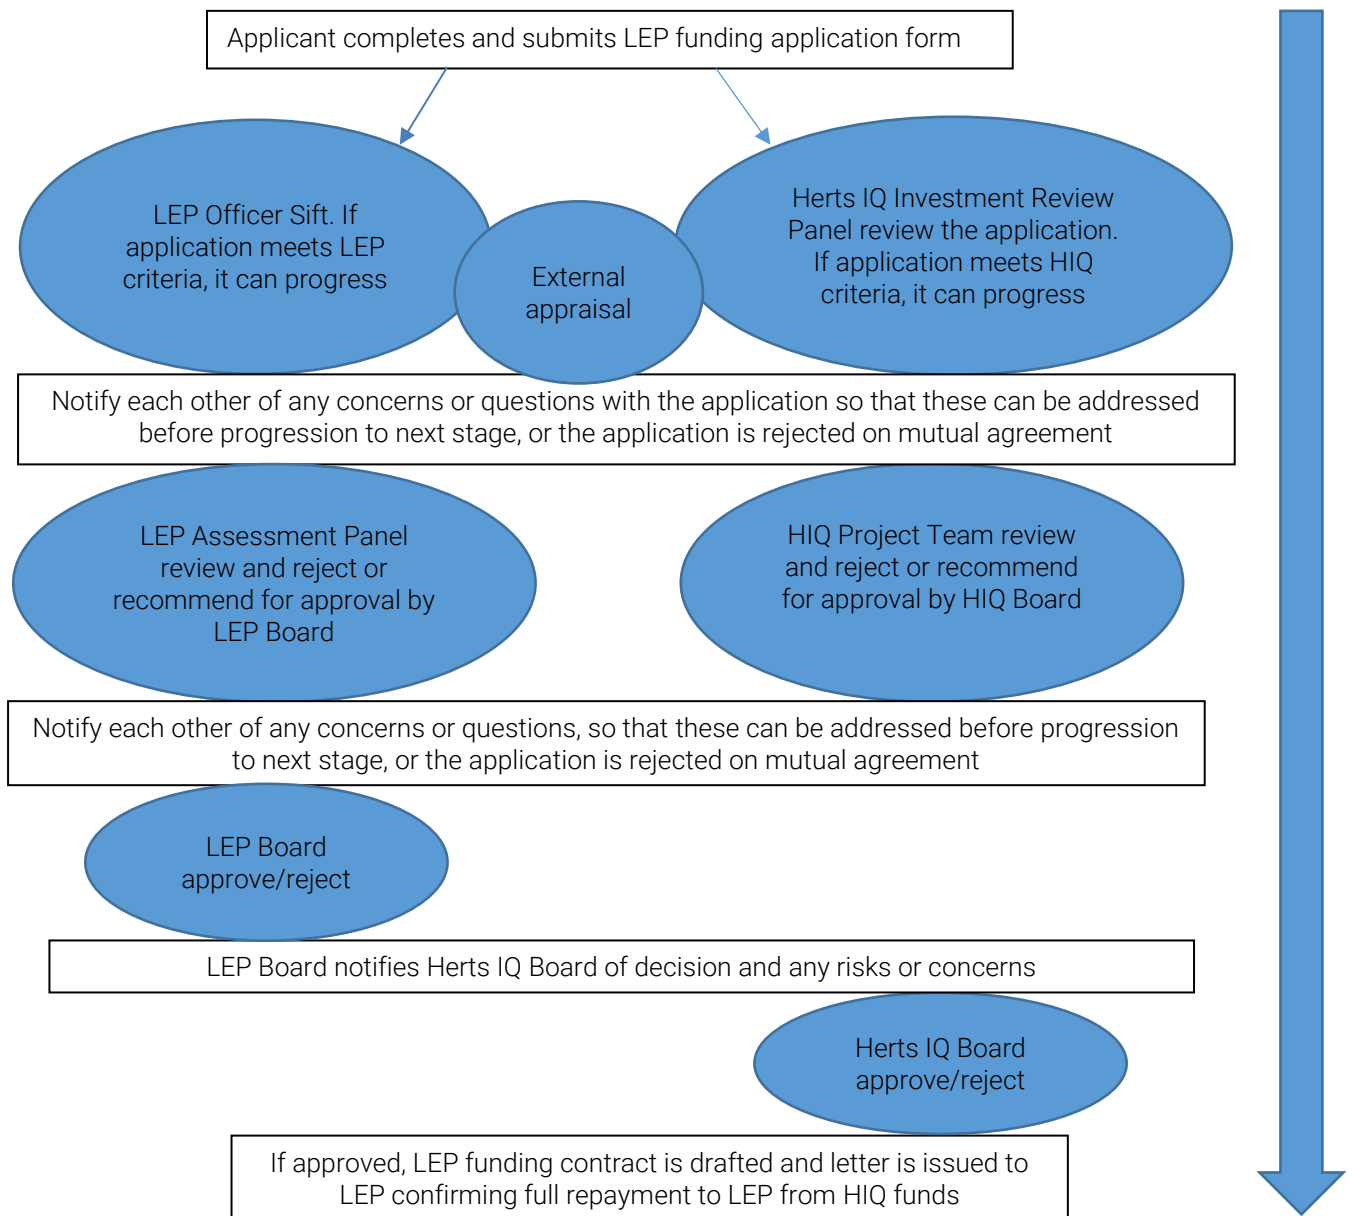 Applicant completes and submits LEP funding application form
LEP Officer Sift. If
application meets LEP
criteria, it can progress
External
appraisal
Herts IQ Investment Review
Panel review the application.
If application meets HIQ
criteria, it can progress
Notify each other of any concerns or questions with the application so that these can be addressed
before progression to next stage, or the application is rejected on mutual agreement
LEP Assessment Panel
review and reject or
recommend for approval by
LEP Board
HIQ Project Team review
and reject or recommend
for approval by HIQ Board
Notify each other of any concerns or questions, so that these can be addressed before progression
to next stage, or the application is rejected on mutual agreement
LEP Board
approve/reject
LEP Board notifies Herts IQ Board of decision and any risks or concerns
Herts IQ Board
approve/reject
If approved, LEP funding contract is drafted and letter is issued to
LEP confirming full repayment to LEP from HIQ funds